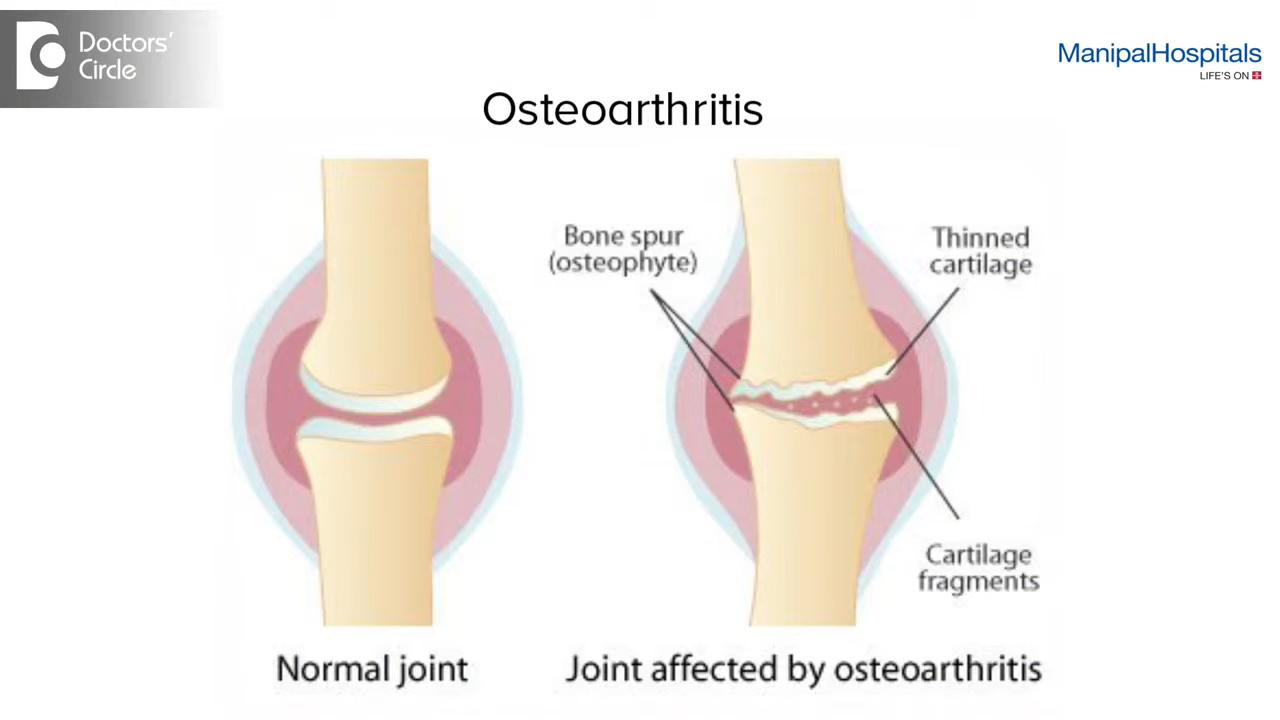 Doctors'
Circle
ManipalHospitals
LIFE'S ON
Osteoarthritis
Bone spur
(osteophyte)
Thinned
cartilage
Cartilage
fragments
Normal joint
Joint affected by osteoarthritis